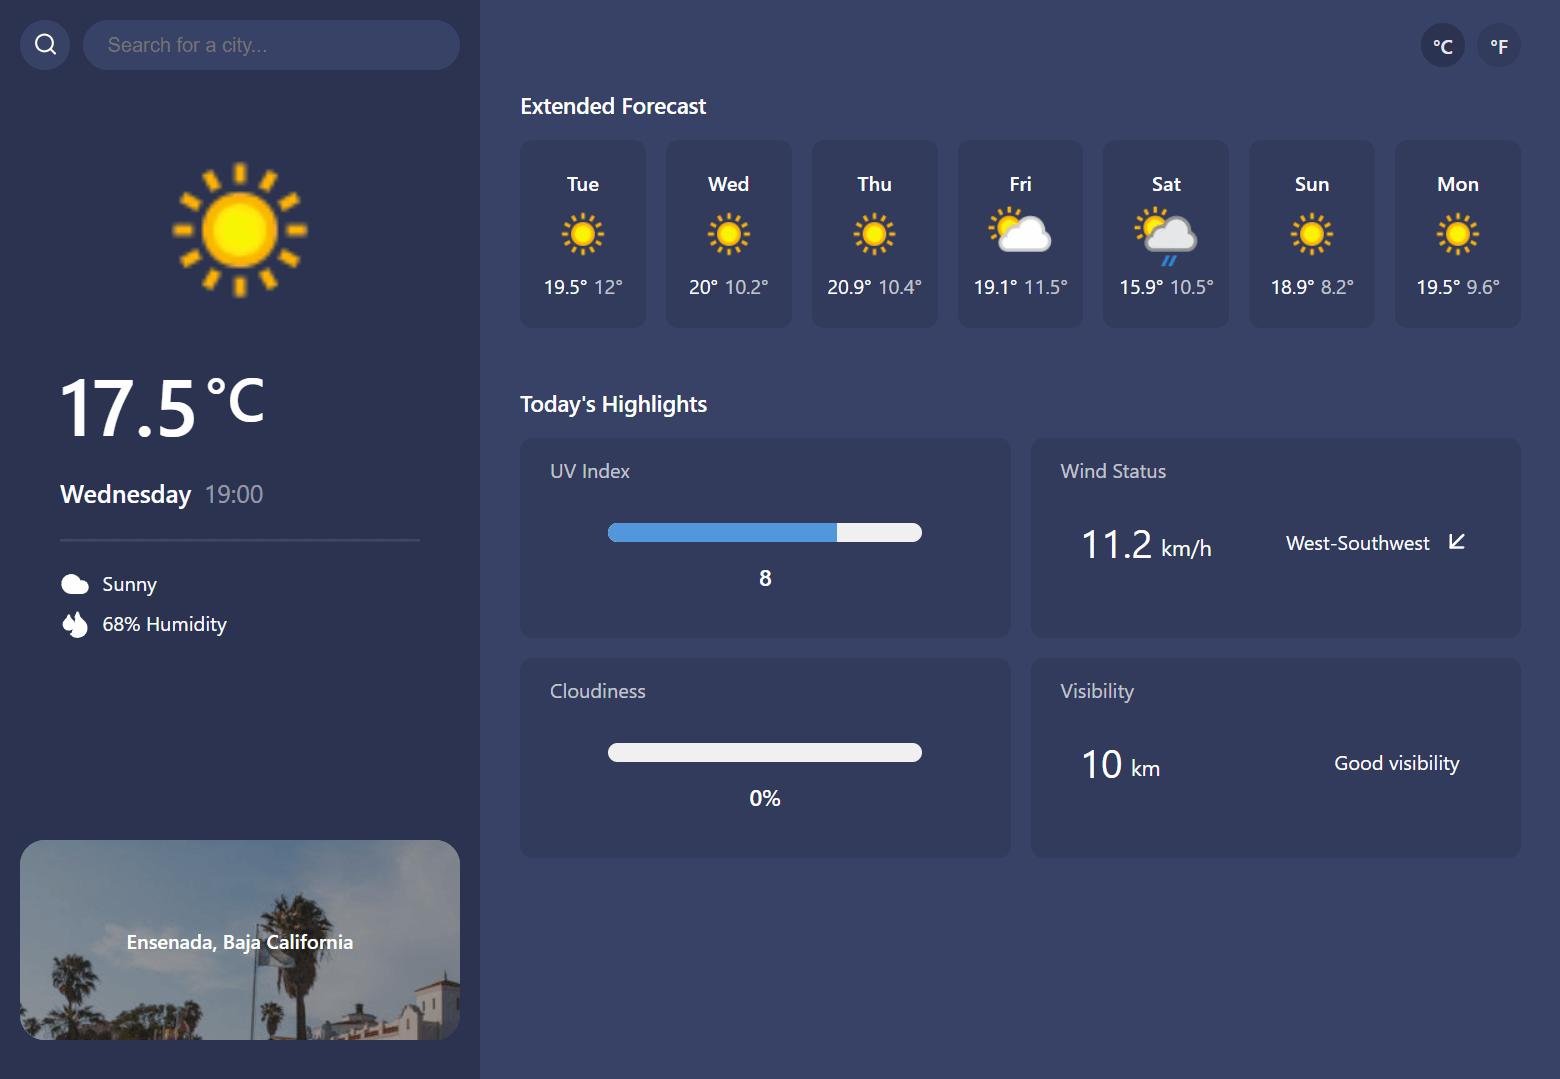 Search for a city...
17.5 °C
Wednesday 19:00
Sunny
68% Humidity
Ensenada, Baja California
°C °F
Extended Forecast
Tue
19.5° 12°
Wed
20° 10.2°
Thu
20.9° 10.4°
Fri
19.1° 11.5°
Sat
15.9° 10.5°
Sun
18.9° 8.2°
Mon
19.5° 9.6°
Today's Highlights
UV Index
8
Wind Status
11.2 km/h West-Southwest
Cloudiness
0%
Visibility
10 km Good visibility